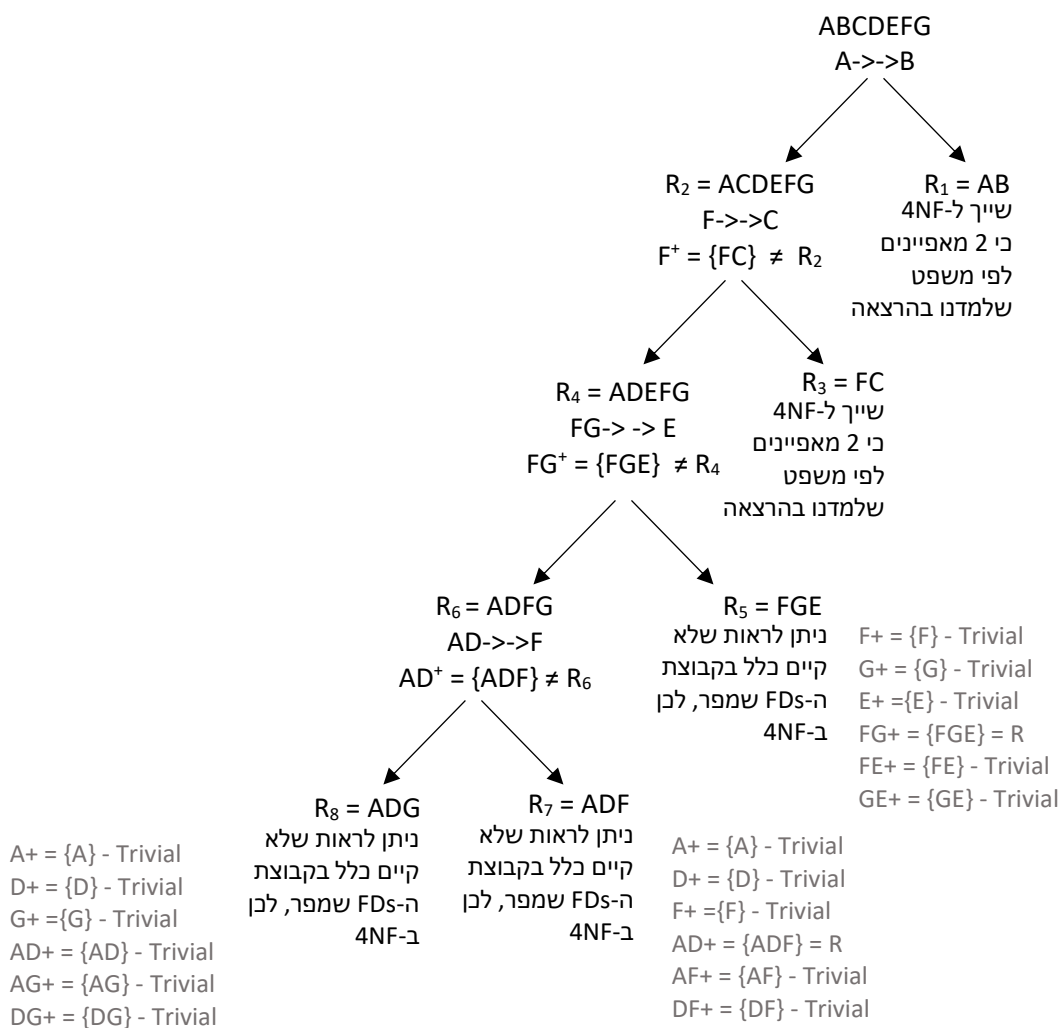 ABCDEFG
A->->B
R₂ = ACDEFG
F->->C
F⁺ = {FC} ≠ R₂
R₁ = AB
שייך ל-4NF
כי 2 מאפיינים
לפי משפט
שלמדנו בהרצאה
R₄ = ADEFG
FG-> -> E
FG⁺ = {FGE} ≠ R₄
R₃ = FC
שייך ל-4NF
כי 2 מאפיינים
לפי משפט
שלמדנו בהרצאה
R₆ = ADFG
AD->->F
AD⁺ = {ADF} ≠ R₆
R₅ = FGE
ניתן לראות שלא
קיים כלל בקבוצת
ה-FDs שמפר, לכן
ב-4NF
F+ = {F} - Trivial
G+ = {G} - Trivial
E+ ={E} - Trivial
FG+ = {FGE} = R
FE+ = {FE} - Trivial
GE+ = {GE} - Trivial
R₈ = ADG
ניתן לראות שלא
קיים כלל בקבוצת
ה-FDs שמפר, לכן
ב-4NF
A+ = {A} - Trivial
D+ = {D} - Trivial
G+ ={G} - Trivial
AD+ = {AD} - Trivial
AG+ = {AG} - Trivial
DG+ = {DG} - Trivial
R₇ = ADF
ניתן לראות שלא
קיים כלל בקבוצת
ה-FDs שמפר, לכן
ב-4NF
A+ = {A} - Trivial
D+ = {D} - Trivial
F+ ={F} - Trivial
AD+ = {ADF} = R
AF+ = {AF} - Trivial
DF+ = {DF} - Trivial